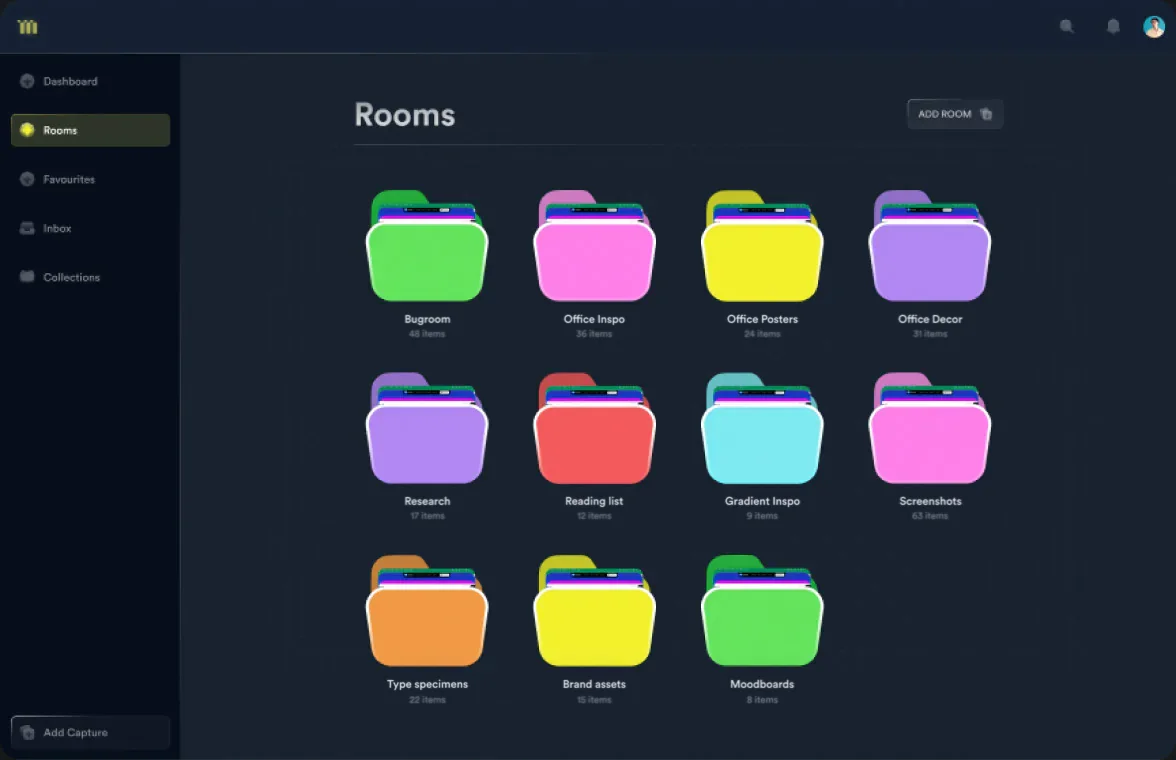 m
Dashboard
Rooms
Favourites
Inbox
Collections
Add Capture
Rooms
ADD ROOM
Bugroom
48 items
Office Inspo
36 items
Office Posters
24 items
Office Decor
31 items
Research
17 items
Reading list
12 items
Gradient Inspo
9 items
Screenshots
63 items
Type specimens
22 items
Brand assets
15 items
Moodboards
8 items